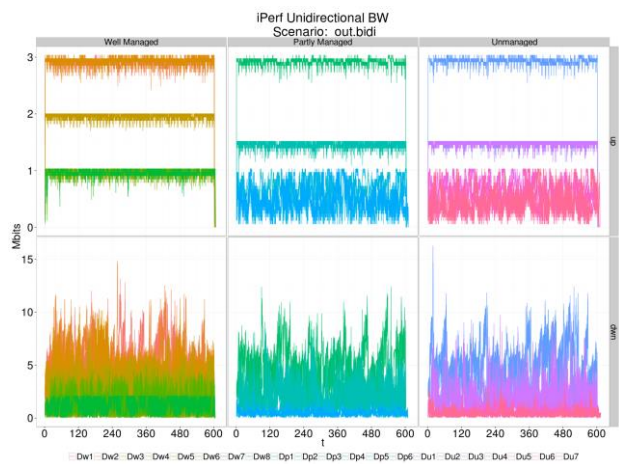 iPerf Unidirectional BW
Scenario: out.bidi
Well Managed Partly Managed Unmanaged
3
2
1
0
up
Mbits
15
10
5
0
dwn
0 120 240 360 480 600 0 120 240 360 480 600 0 120 240 360 480 600
t
Dw1 Dw2 Dw3 Dw4 Dw5 Dw6 Dw7 Dw8 Dp1 Dp2 Dp3 Dp4 Dp5 Dp6 Du1 Du2 Du3 Du4 Du5 Du6 Du7